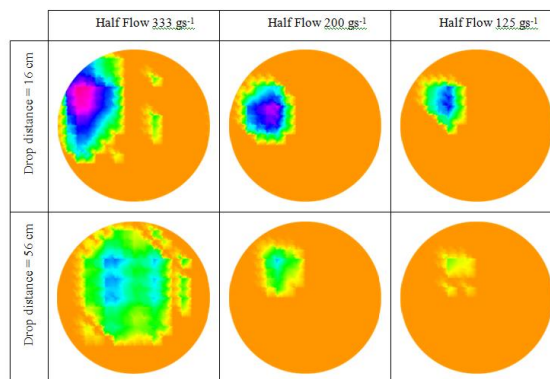 Half Flow 333 gs-1
Half Flow 200 gs-1
Half Flow 125 gs-1
Drop distance = 16 cm
Drop distance = 56 cm